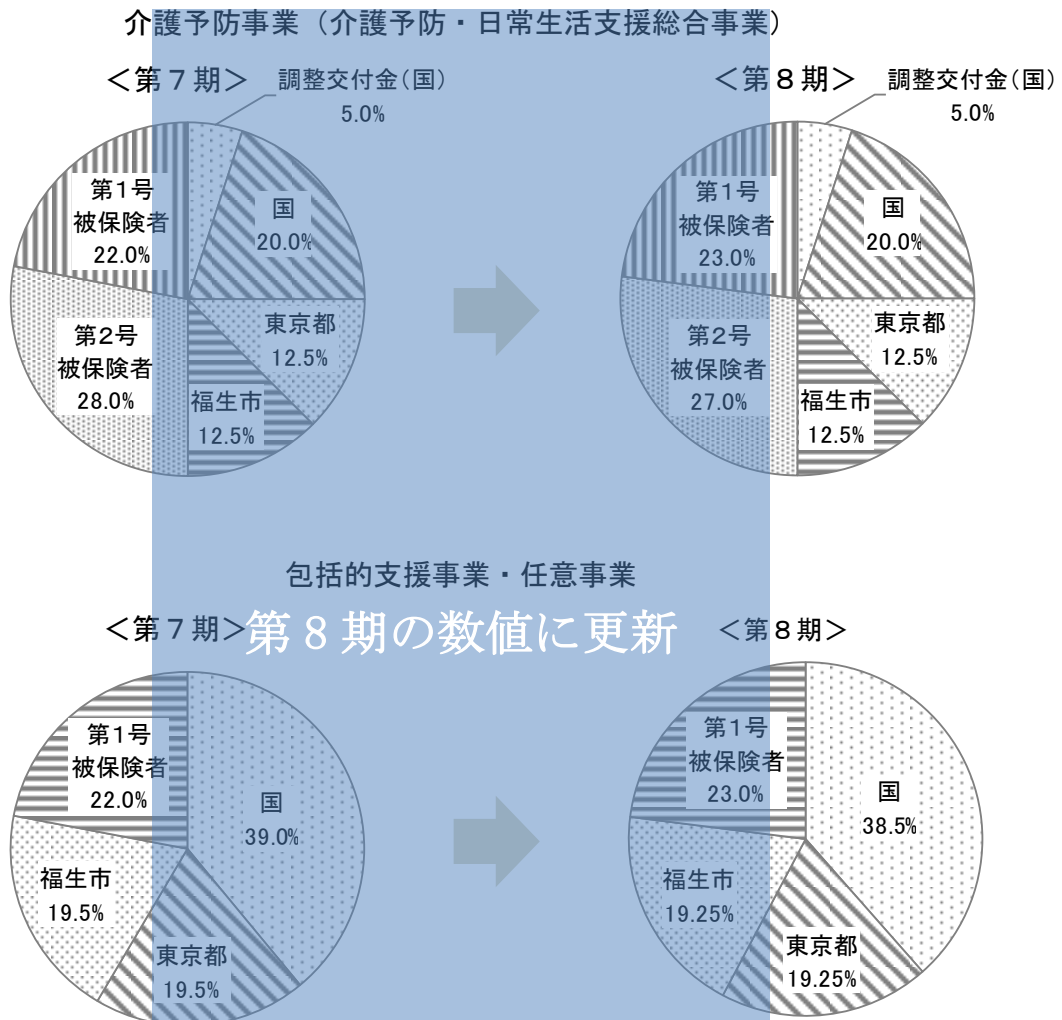 介護予防事業（介護予防・日常生活支援総合事業）
＜第７期＞
調整交付金（国）
5.0%
国
20.0%
東京都
12.5%
福生市
12.5%
第2号
被保険者
28.0%
第1号
被保険者
22.0%
＜第８期＞
調整交付金（国）
5.0%
国
20.0%
東京都
12.5%
福生市
12.5%
第2号
被保険者
27.0%
第1号
被保険者
23.0%
包括的支援事業・任意事業
第８期の数値に更新
＜第７期＞
国
39.0%
東京都
19.5%
福生市
19.5%
第1号
被保険者
22.0%
＜第８期＞
国
38.5%
東京都
19.25%
福生市
19.25%
第1号
被保険者
23.0%